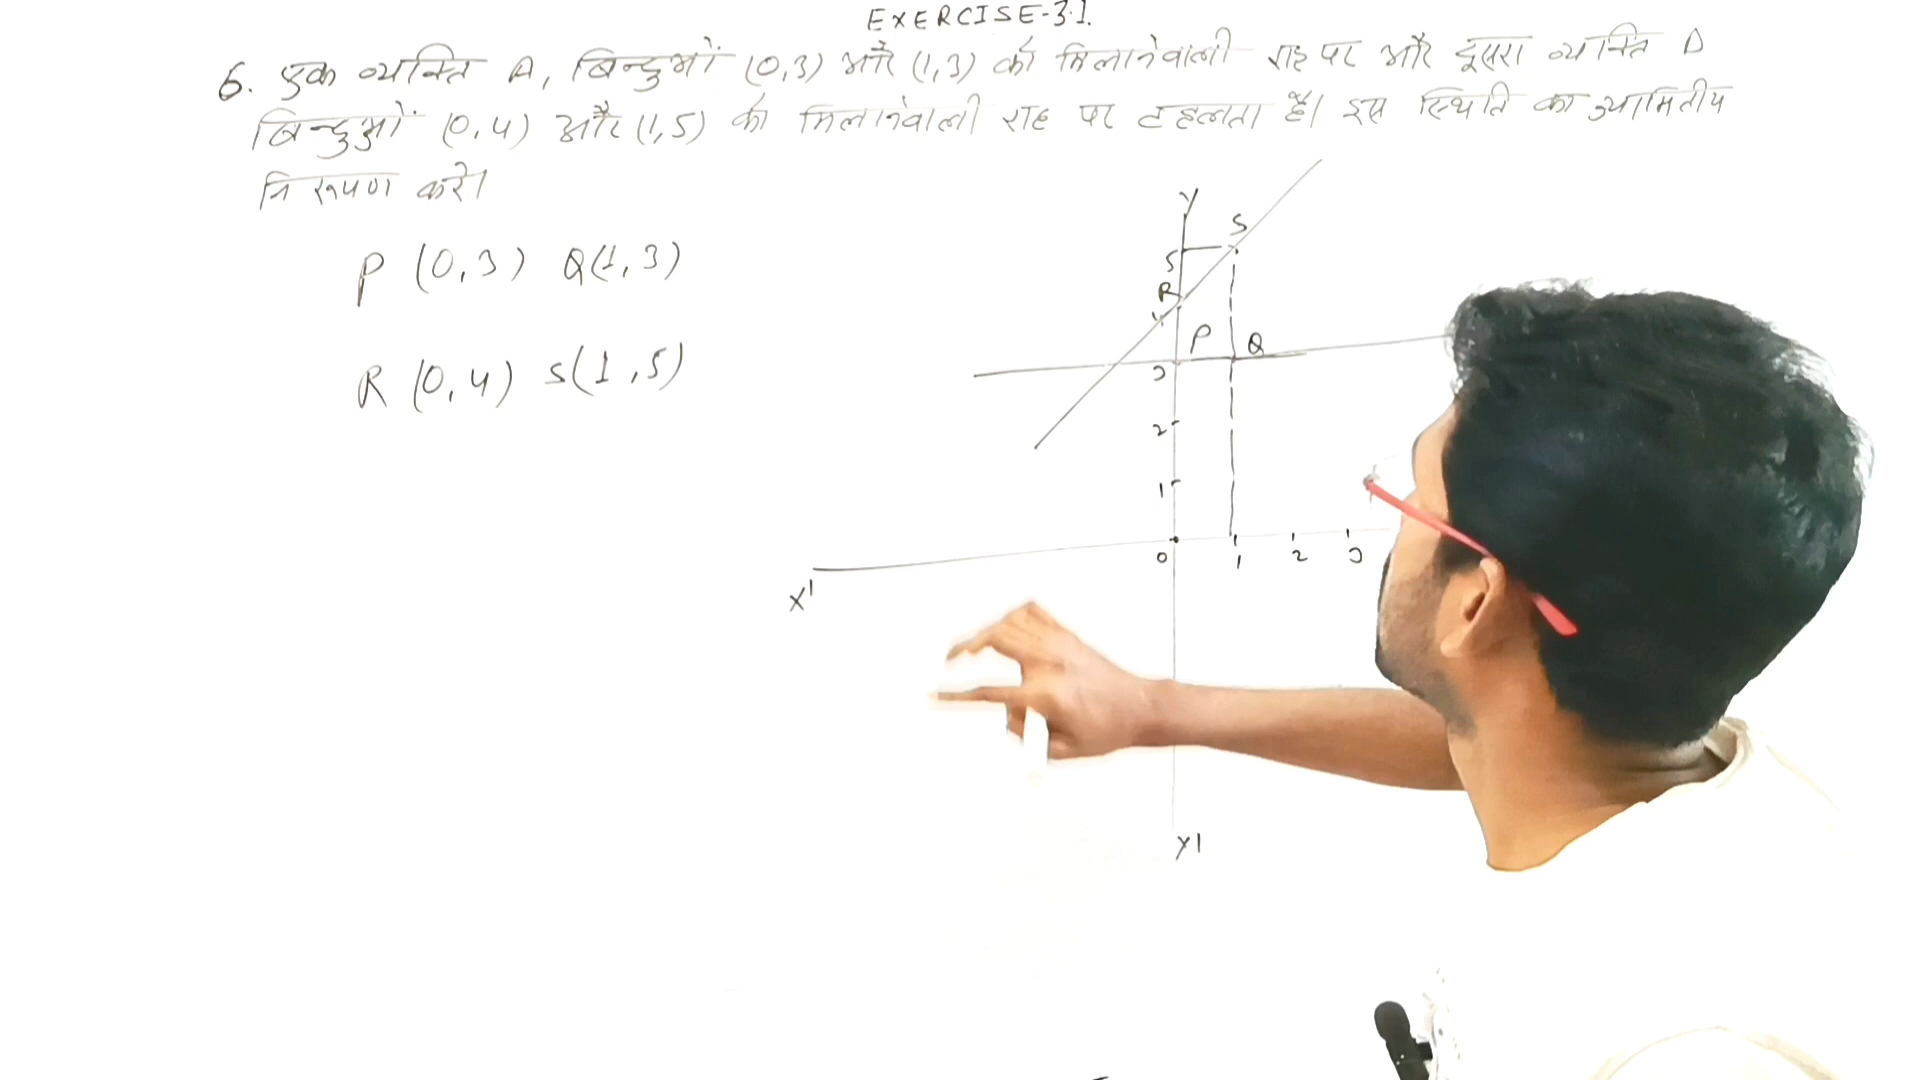 EXERCISE-3.1.
6. एक व्यक्ति A, बिन्दुओं (0,3) और (1,3) को मिलानेवाली राह पर और दूसरा व्यक्ति D
बिन्दुओं (0,4) और (1,5) को मिलानेवाली राह पर टहलता है। इस स्थिति का ज्यामितीय
निरूपण करे।
P (0,3) Q(1,3)
R (0,4) S(1,5)
Y
S
5
R
4
P Q
3
2
1
0 1 2 3
X'
Y'